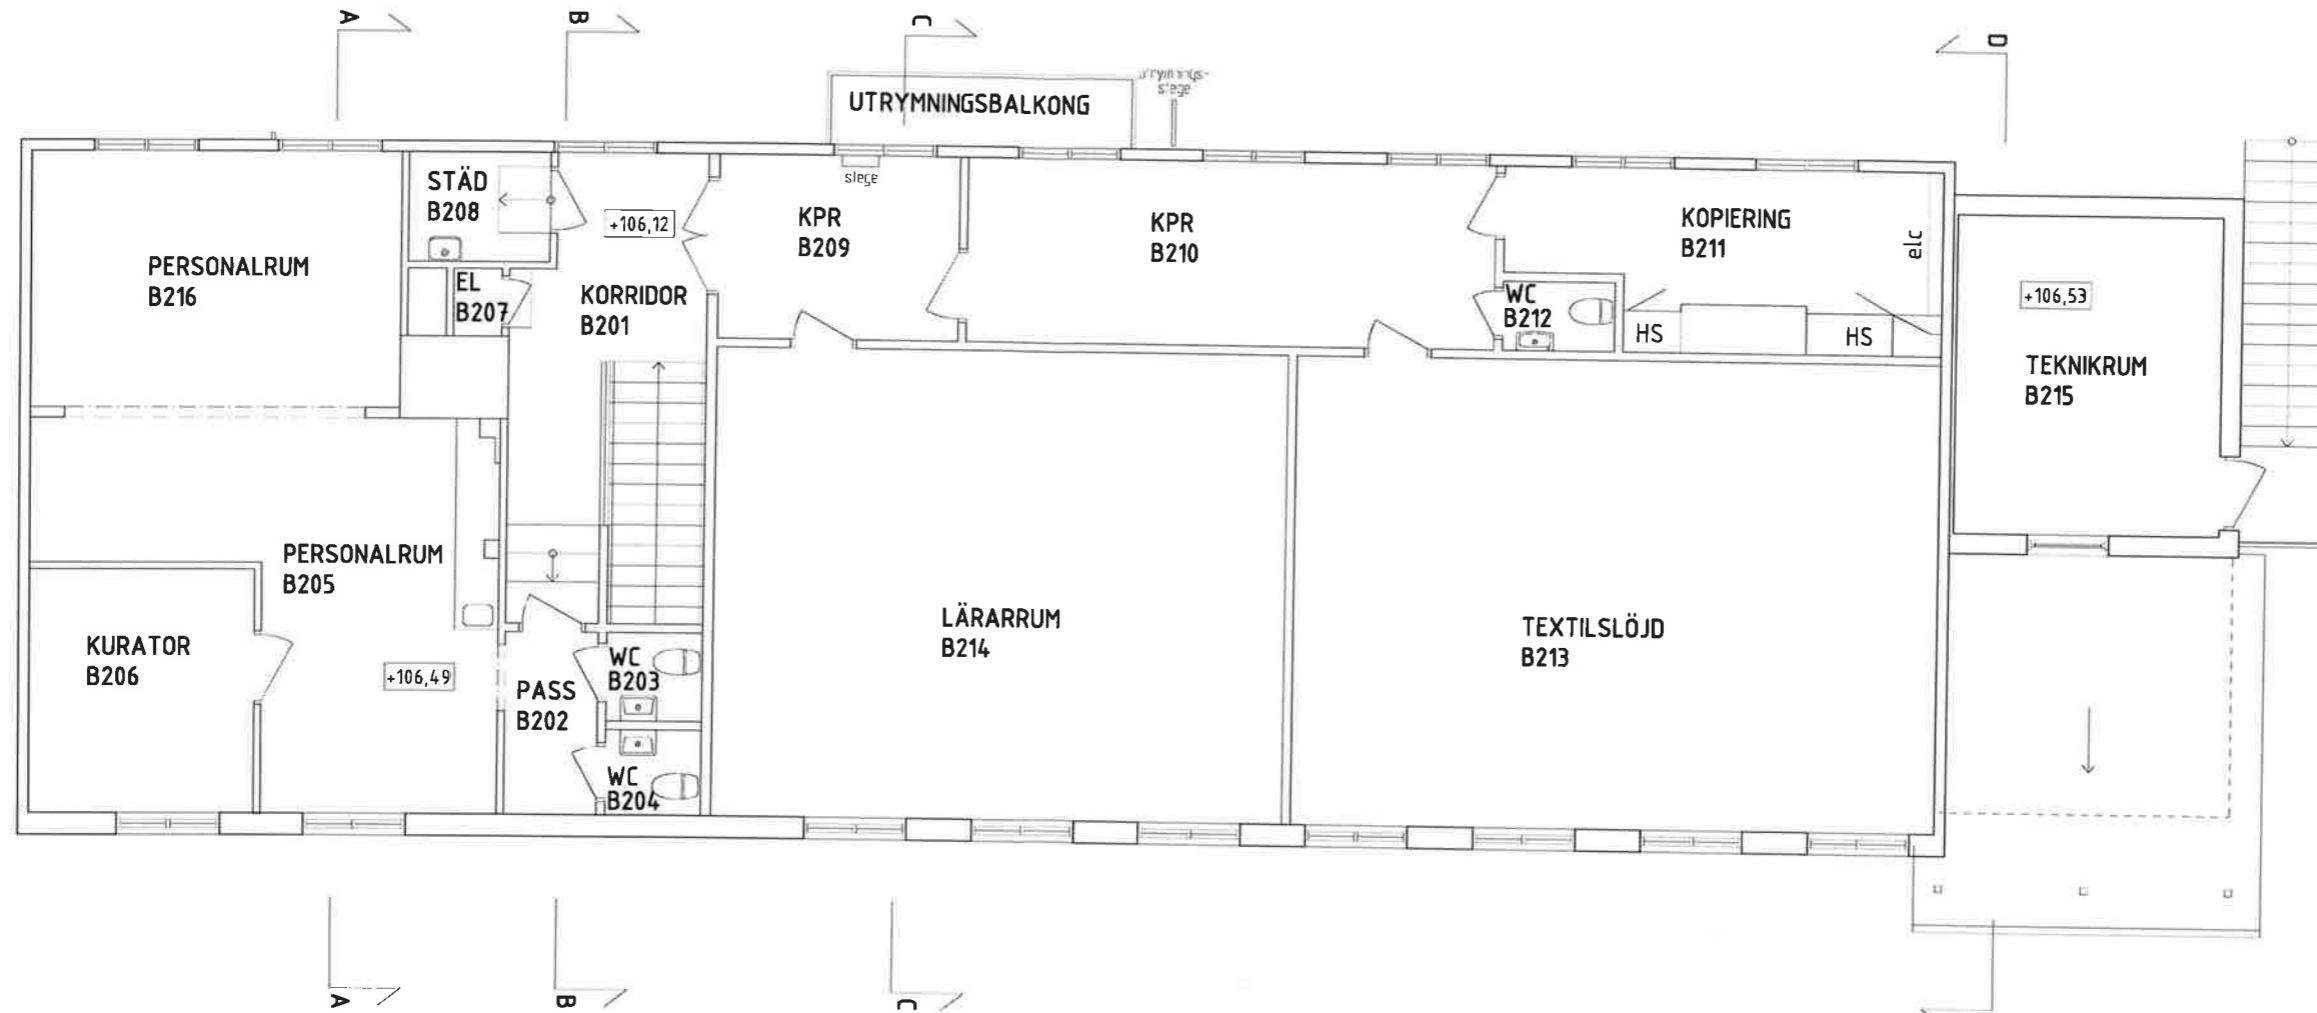 A
B
C
D
UTRYMNINGSBALKONG
utrymnings-
stege
stege
STÄD
B208
+106,12
KPR
B209
KPR
B210
KOPIERING
B211
elc
PERSONALRUM
B216
EL
B207
KORRIDOR
B201
WC
B212
HS
HS
+106,53
TEKNIKRUM
B215
PERSONALRUM
B205
KURATOR
B206
+106,49
PASS
B202
WC
B203
WC
B204
LÄRARRUM
B214
TEXTILSLÖJD
B213
A
B
C